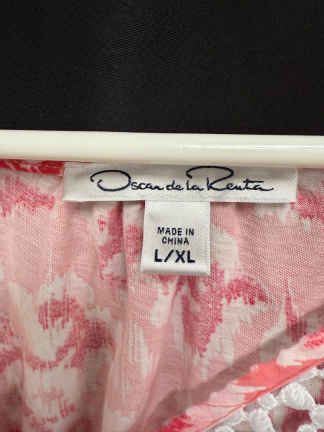 Oscar de la Renta
MADE IN
CHINA
L/XL